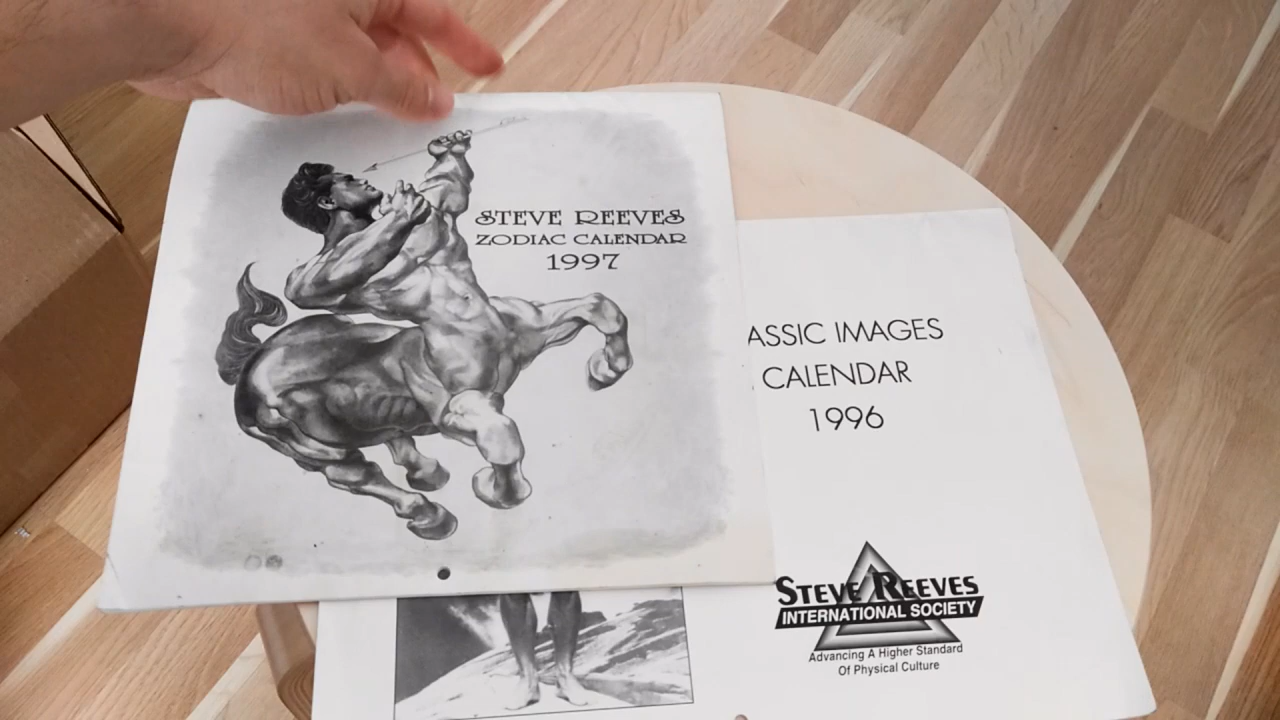 STEVE REEVES
ZODIAC CALENDAR
1997
ASSIC IMAGES
CALENDAR
1996
STEVE REEVES
INTERNATIONAL SOCIETY
Advancing A Higher Standard
Of Physical Culture